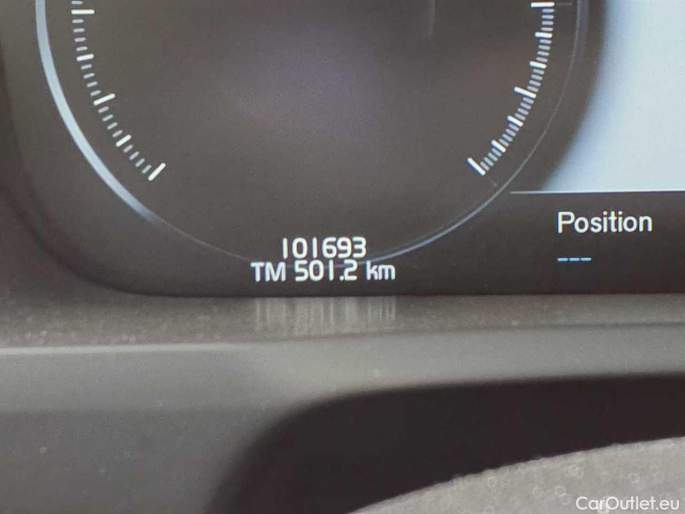 101693
TM 501.2 km
Position
---
CarOutlet.eu